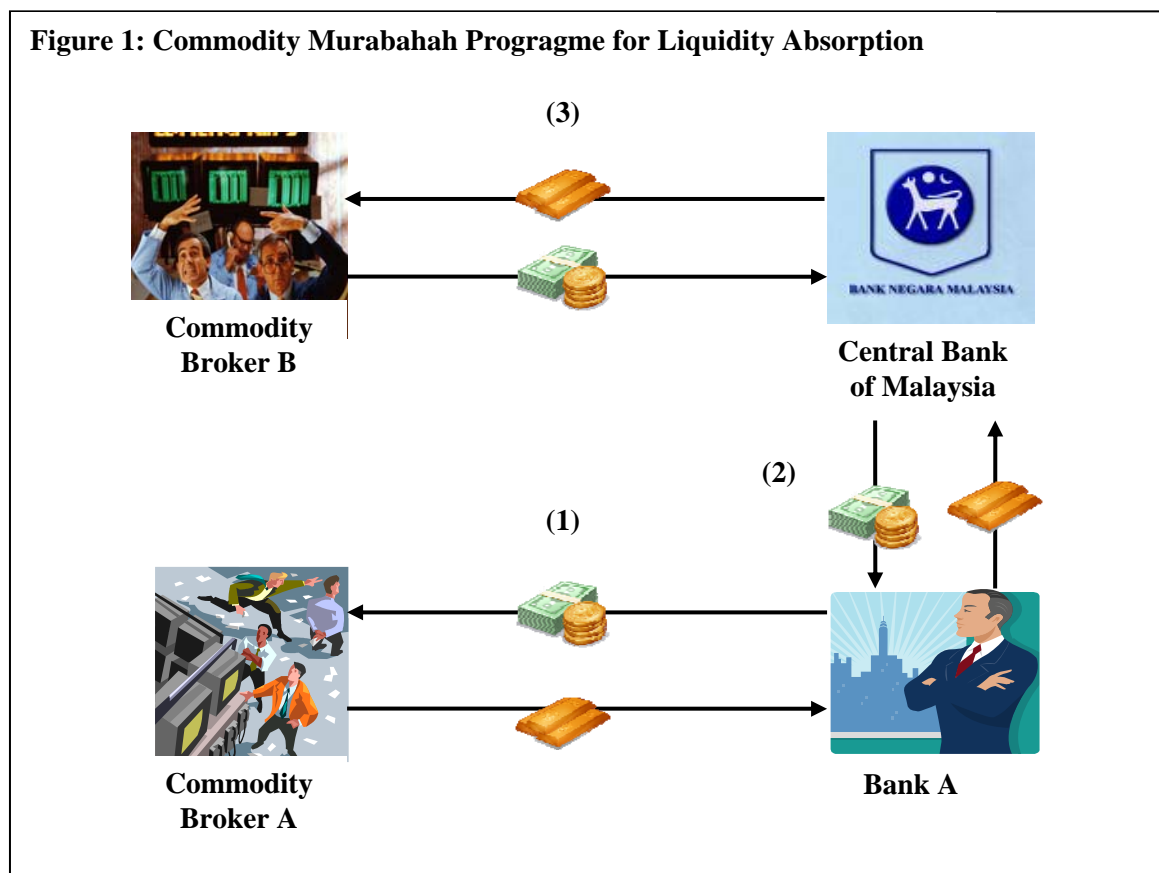 Figure 1: Commodity Murabahah Progragme for Liquidity Absorption
(3)
BANK NEGARA MALAYSIA
Commodity
Broker B
Central Bank
of Malaysia
(2)
(1)
Commodity
Broker A
Bank A